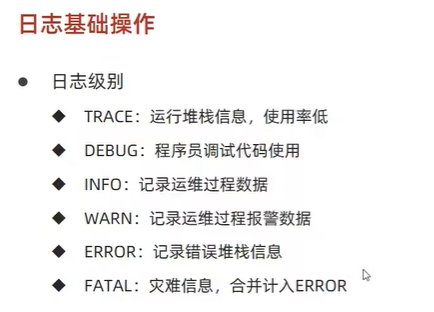 日志基础操作
● 日志级别
◆ TRACE：运行堆栈信息，使用率低
◆ DEBUG：程序员调试代码使用
◆ INFO：记录运维过程数据
◆ WARN：记录运维过程报警数据
◆ ERROR：记录错误堆栈信息
◆ FATAL：灾难信息，合并计入ERROR